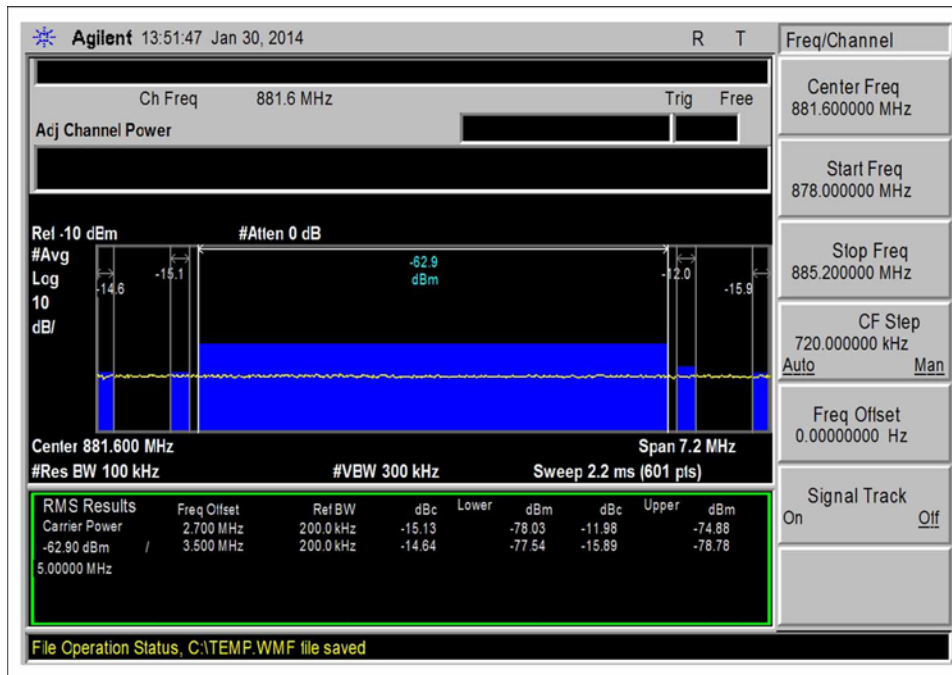 Agilent 13:51:47 Jan 30, 2014 R T
Ch Freq 881.6 MHz Trig Free
Adj Channel Power
Ref -10 dBm #Atten 0 dB
#Avg
Log
10
dB/
-14.6 -15.1 -62.9 dBm -12.0 -15.9
Center 881.600 MHz Span 7.2 MHz
#Res BW 100 kHz #VBW 300 kHz Sweep 2.2 ms (601 pts)
RMS Results Freq Offset Ref BW dBc Lower dBm dBc Upper dBm
Carrier Power 2.700 MHz 200.0 kHz -15.13 -78.03 -11.98 -74.88
-62.90 dBm / 3.500 MHz 200.0 kHz -14.64 -77.54 -15.89 -78.78
5.00000 MHz
File Operation Status, C:\TEMP.WMF file saved
Freq/Channel
Center Freq
881.600000 MHz
Start Freq
878.000000 MHz
Stop Freq
885.200000 MHz
CF Step
720.000000 kHz
Auto Man
Freq Offset
0.00000000 Hz
Signal Track
On Off